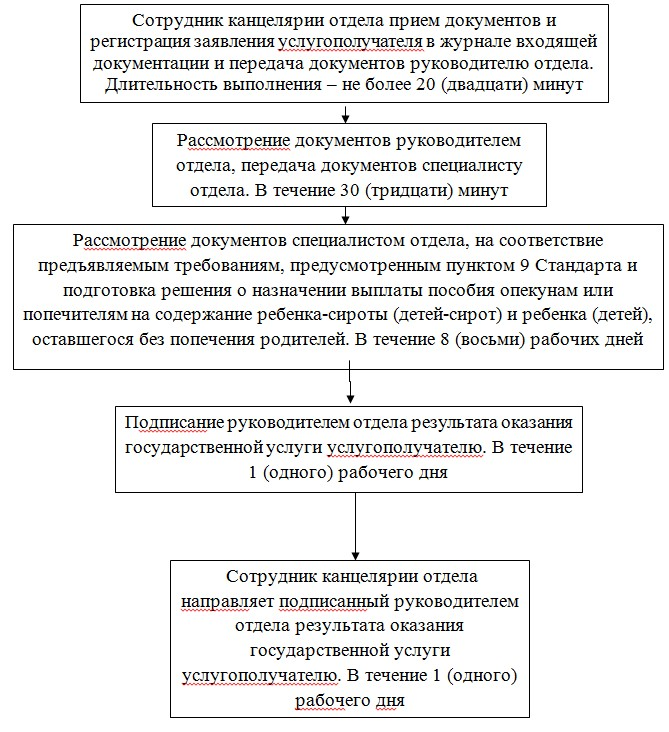 Сотрудник канцелярии отдела прием документов и
регистрация заявления услугополучателя в журнале входящей
документации и передача документов руководителю отдела.
Длительность выполнения – не более 20 (двадцати) минут
Рассмотрение документов руководителем
отдела, передача документов специалисту
отдела. В течение 30 (тридцати) минут
Рассмотрение документов специалистом отдела, на соответствие
предъявляемым требованиям, предусмотренным пунктом 9 Стандарта и
подготовка решения о назначении выплаты пособия опекунам или
попечителям на содержание ребенка-сироты (детей-сирот) и ребенка (детей),
оставшегося без попечения родителей. В течение 8 (восьми) рабочих дней
Подписание руководителем отдела результата оказания
государственной услуги услугополучателю. В течение
1 (одного) рабочего дня
Сотрудник канцелярии отдела
направляет подписанный руководителем
отдела результата оказания
государственной услуги
услугополучателю. В течение 1 (одного)
рабочего дня